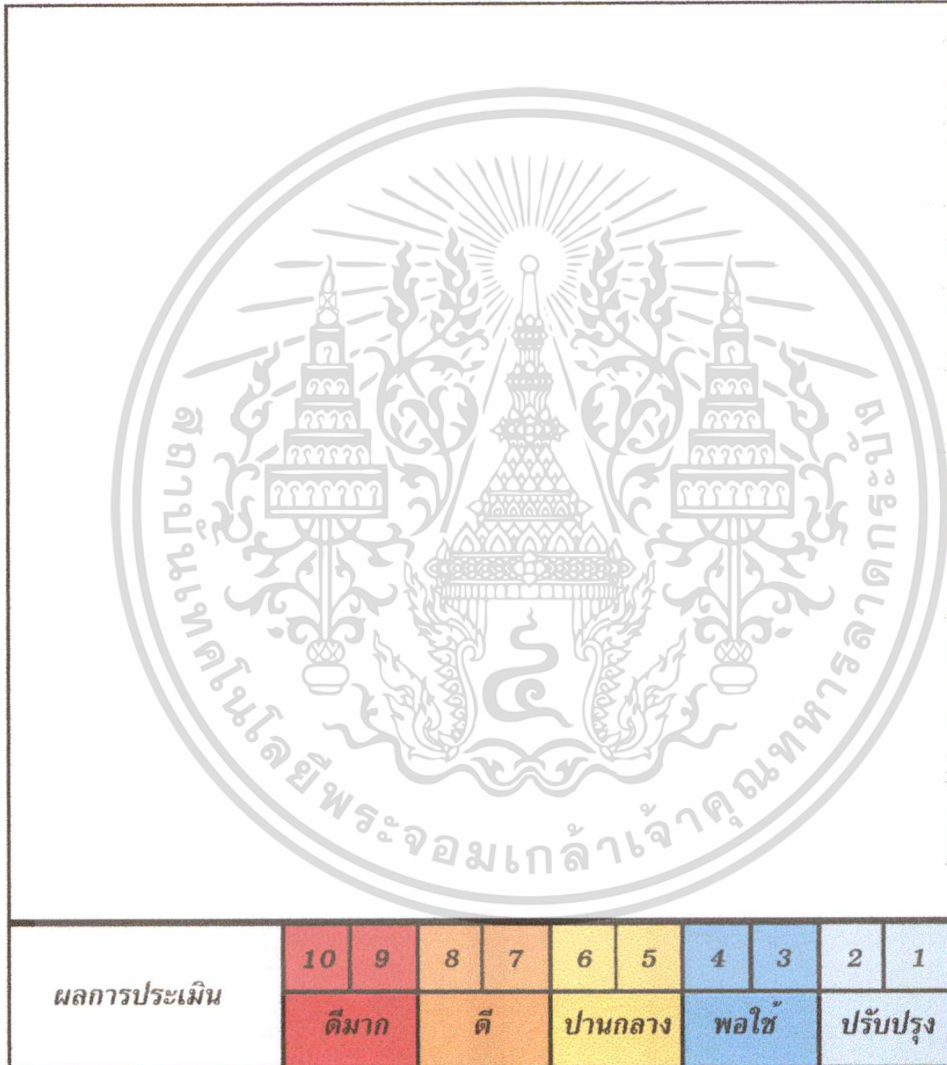 สถาบันเทคโนโลยีพระจอมเกล้าเจ้าคุณทหารลาดกระบัง
๔
ผลการประเมิน 10 9 8 7 6 5 4 3 2 1
ดีมาก ดี ปานกลาง พอใช้ ปรับปรุง